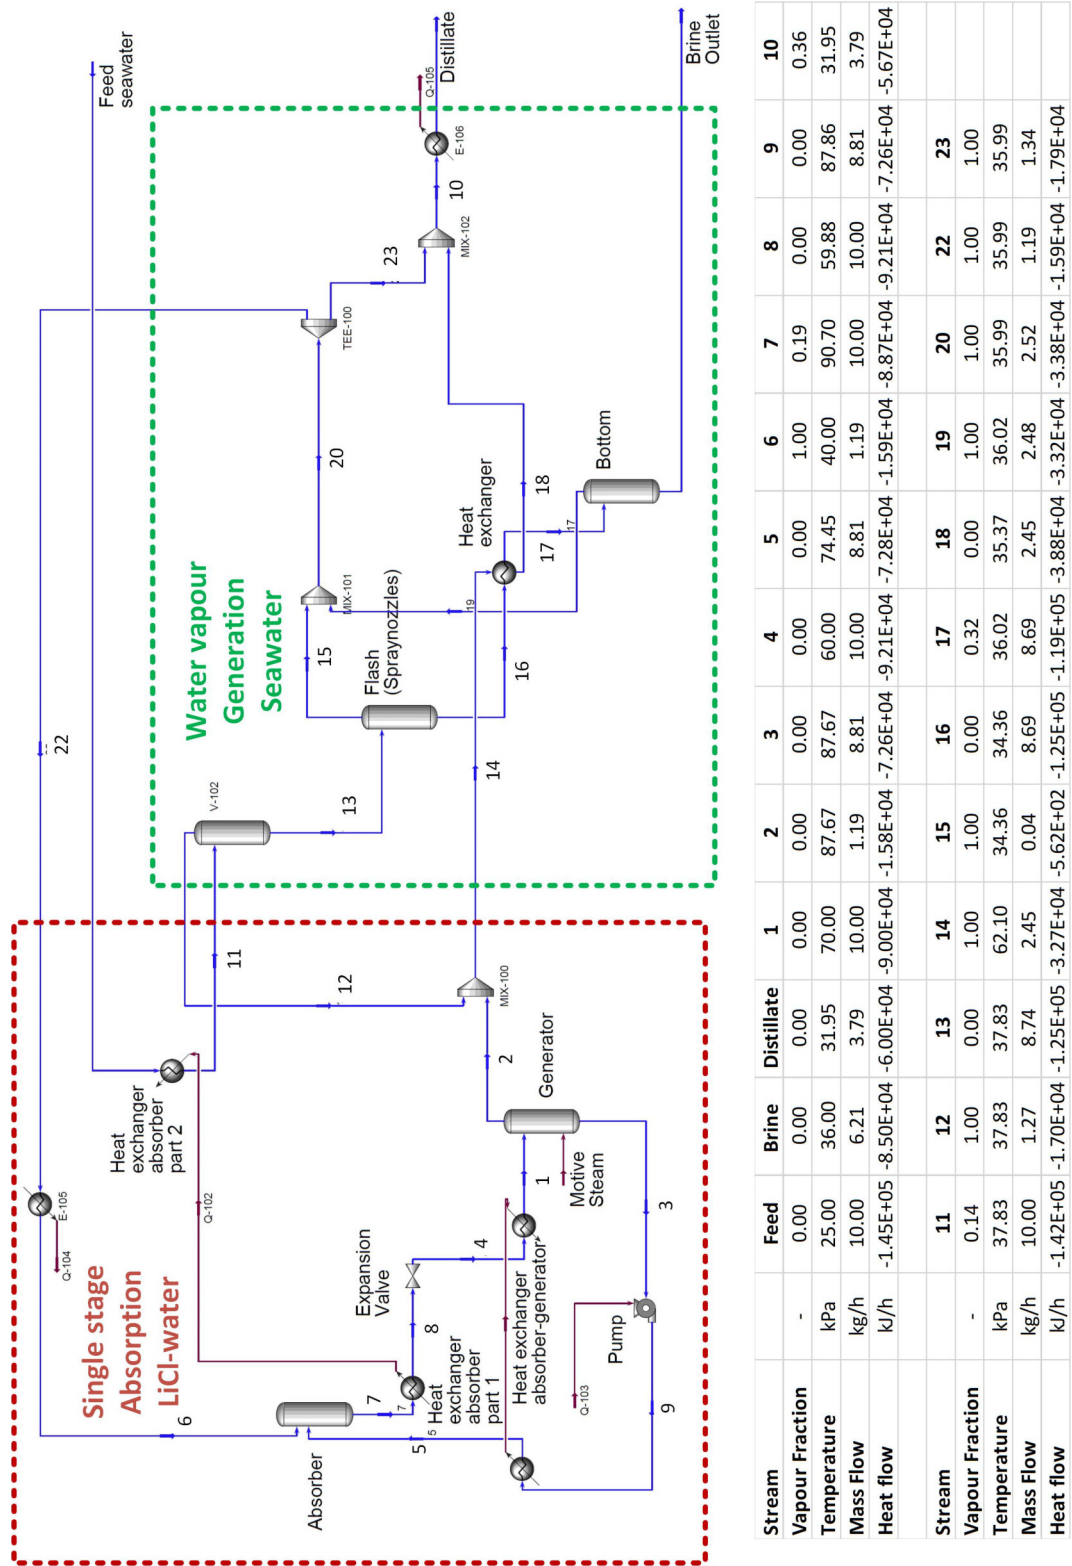 Single stage
Absorption
LiCl-water
Water vapour
Generation
Seawater
Feed
seawater
Distillate
Brine
Outlet
22
E-105
Q-104
Heat
exchanger
absorber
part 2
Q-102
11
12
V-102
13
Flash
(Spraynozzles)
15
16
MIX-101
20
TEE-100
23
MIX-102
10
E-106
Q-105
Heat
exchanger
19
17
17
18
Bottom
14
MIX-100
2
Generator
Motive
Steam
1
3
Heat exchanger
absorber-generator
Expansion
Valve
4
8
Heat
exchanger
absorber
part 1
7
7
6
Absorber
5
5
Pump
Q-103
9
Stream Feed Brine Distillate 1 2 3 4 5 6 7 8 9 10
Vapour Fraction - 0.00 0.00 0.00 0.00 0.00 0.00 0.00 0.00 1.00 0.19 0.00 0.00 0.36
Temperature kPa 25.00 36.00 31.95 70.00 87.67 87.67 60.00 74.45 40.00 90.70 59.88 87.86 31.95
Mass Flow kg/h 10.00 6.21 3.79 10.00 1.19 8.81 10.00 8.81 1.19 10.00 10.00 8.81 3.79
Heat flow kJ/h -1.45E+05 -8.50E+04 -6.00E+04 -9.00E+04 -1.58E+04 -7.26E+04 -9.21E+04 -7.28E+04 -1.59E+04 -8.87E+04 -9.21E+04 -7.26E+04 -5.67E+04
Stream 11 12 13 14 15 16 17 18 19 20 22 23
Vapour Fraction - 0.14 1.00 0.00 1.00 1.00 0.00 0.32 0.00 1.00 1.00 1.00 1.00
Temperature kPa 37.83 37.83 37.83 62.10 34.36 34.36 36.02 35.37 36.02 35.99 35.99 35.99
Mass Flow kg/h 10.00 1.27 8.74 2.45 0.04 8.69 8.69 2.45 2.48 2.52 1.19 1.34
Heat flow kJ/h -1.42E+05 -1.70E+04 -1.25E+05 -3.27E+04 -5.62E+02 -1.25E+05 -1.19E+05 -3.88E+04 -3.32E+04 -3.38E+04 -1.59E+04 -1.79E+04